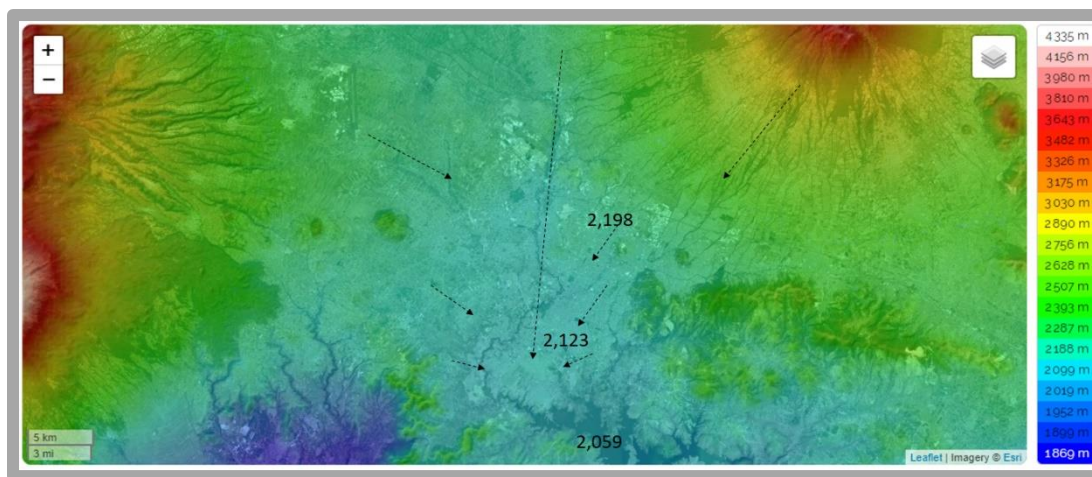 +
−
4335 m
4156 m
3980 m
3810 m
3643 m
3482 m
3326 m
3175 m
3030 m
2890 m
2756 m
2628 m
2507 m
2393 m
2287 m
2188 m
2099 m
2019 m
1952 m
1899 m
1869 m
2,198
2,123
2,059
5 km
3 mi
Leaflet | Imagery © Esri